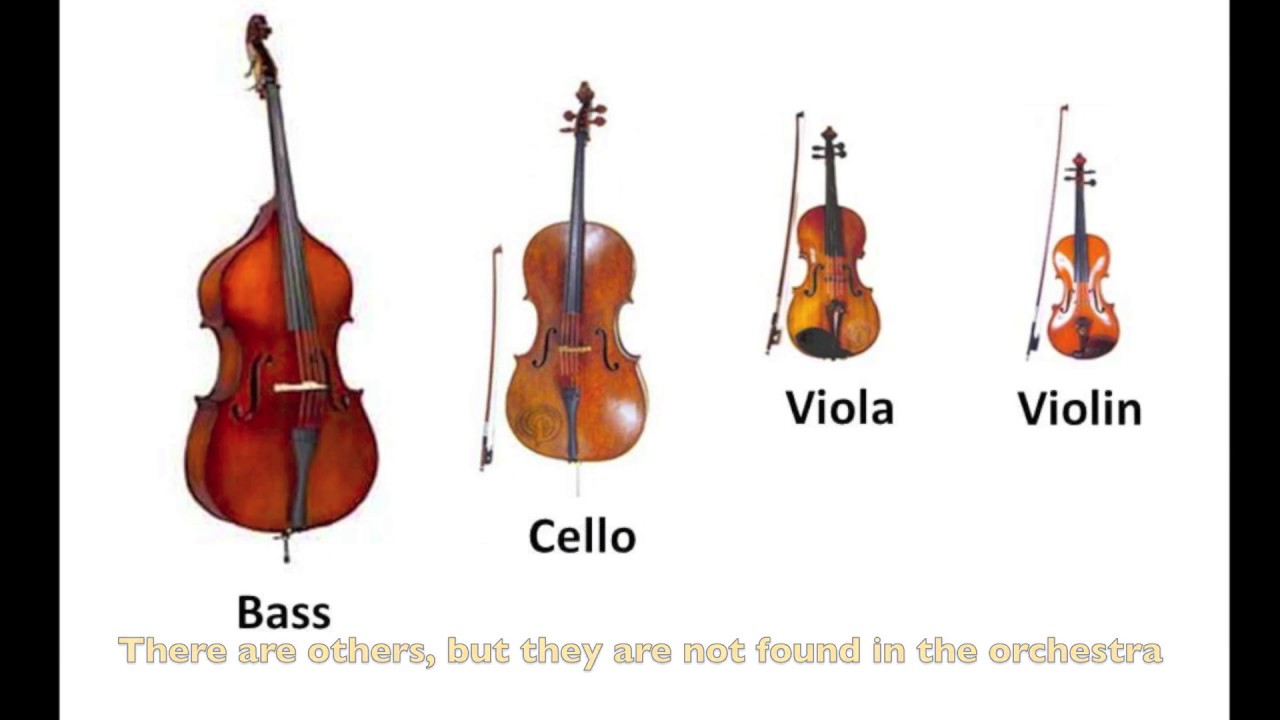 Viola
Violin
Cello
Bass
There are others, but they are not found in the orchestra